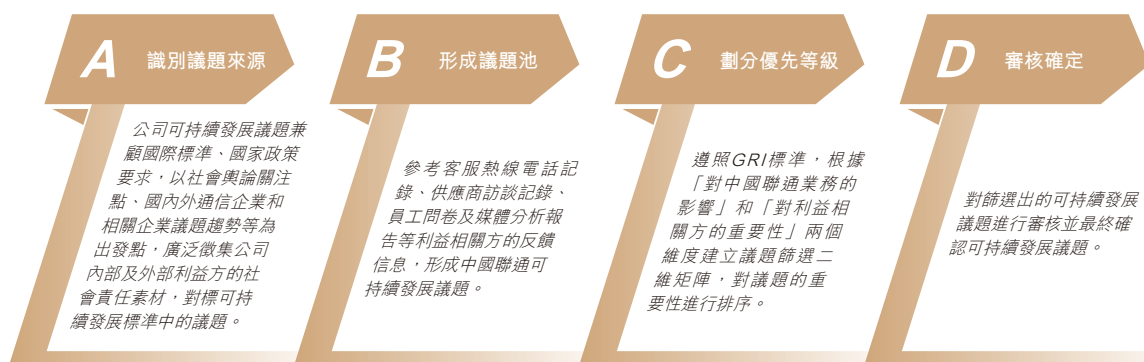 A 識別議題來源
公司可持續發展議題兼
顧國際標準、國家政策
要求，以社會輿論關注
點、國內外通信企業和
相關企業議題趨勢等為
出發點，廣泛徵集公司
內部及外部利益方的社
會責任素材，對標可持
續發展標準中的議題。
B 形成議題池
參考客服熱線電話記
錄、供應商訪談記錄、
員工問卷及媒體分析報
告等利益相關方的反饋
信息，形成中國聯通可
持續發展議題。
C 劃分優先等級
遵照GRI標準，根據
「對中國聯通業務的
影響」和「對利益相
關方的重要性」兩個
維度建立議題篩選二
維矩陣，對議題的重
要性進行排序。
D 審核確定
對篩選出的可持續發展
議題進行審核並最終確
認可持續發展議題。